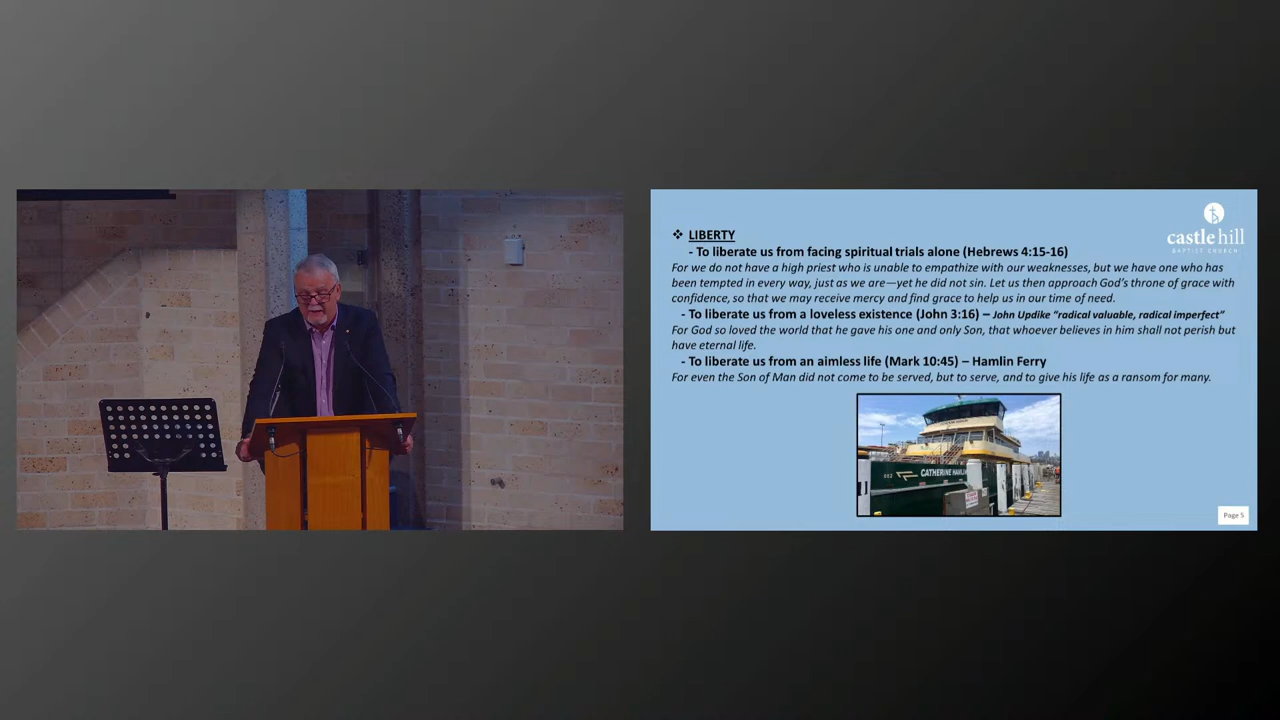 castle hill
BAPTIST CHURCH
❖ LIBERTY
- To liberate us from facing spiritual trials alone (Hebrews 4:15-16)
For we do not have a high priest who is unable to empathize with our weaknesses, but we have one who has
been tempted in every way, just as we are—yet he did not sin. Let us then approach God's throne of grace with
confidence, so that we may receive mercy and find grace to help us in our time of need.
- To liberate us from a loveless existence (John 3:16) – John Updike “radical valuable, radical imperfect”
For God so loved the world that he gave his one and only Son, that whoever believes in him shall not perish but
have eternal life.
- To liberate us from an aimless life (Mark 10:45) – Hamlin Ferry
For even the Son of Man did not come to be served, but to serve, and to give his life as a ransom for many.
CATHERINE HAMLIN
Page 5